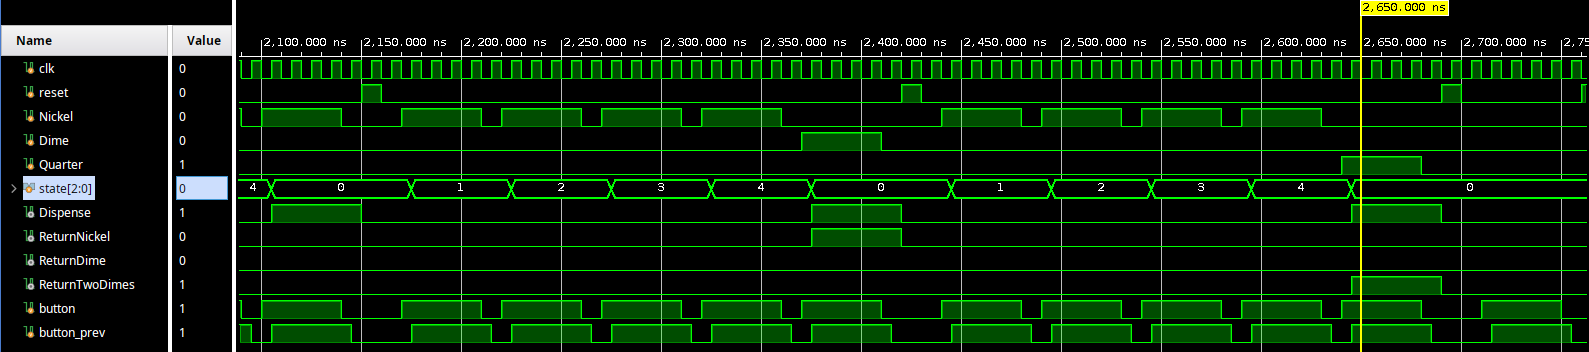 2,650.000 ns
Name Value
2,100.000 ns 2,150.000 ns 2,200.000 ns 2,250.000 ns 2,300.000 ns 2,350.000 ns 2,400.000 ns 2,450.000 ns 2,500.000 ns 2,550.000 ns 2,600.000 ns 2,650.000 ns 2,700.000 ns 2,75
clk 0
reset 0
Nickel 0
Dime 0
Quarter 1
state[2:0] 0 4 0 1 2 3 4 0 1 2 3 4 0
Dispense 1
ReturnNickel 0
ReturnDime 0
ReturnTwoDimes 1
button 1
button_prev 1